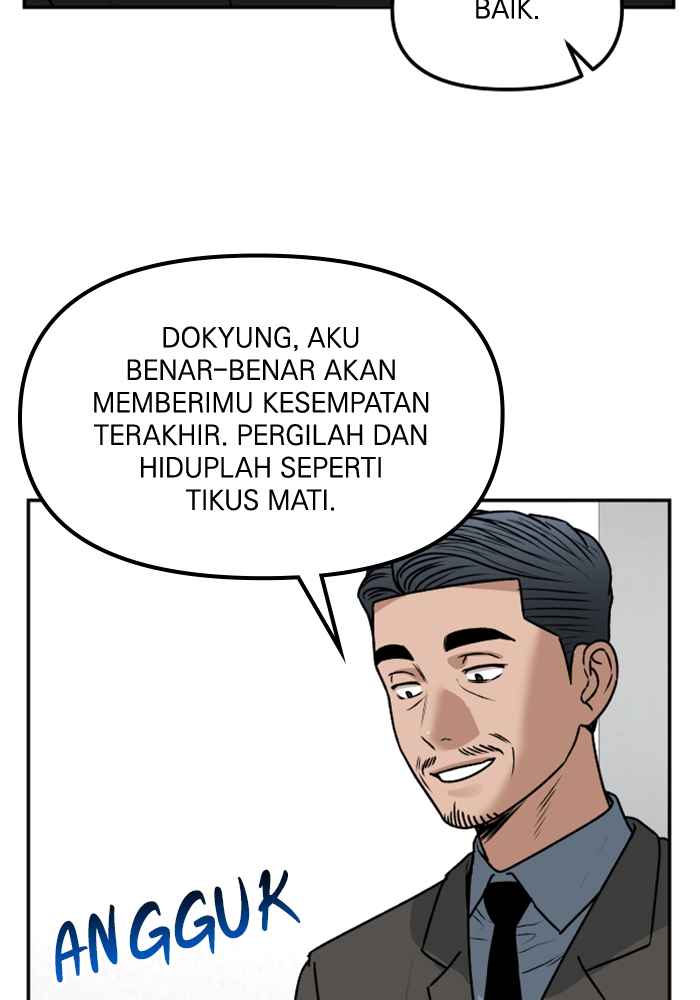 BAIK.
DOKYUNG, AKU
BENAR-BENAR AKAN
MEMBERIMU KESEMPATAN
TERAKHIR. PERGILAH DAN
HIDUPLAH SEPERTI
TIKUS MATI.
ANGGUK